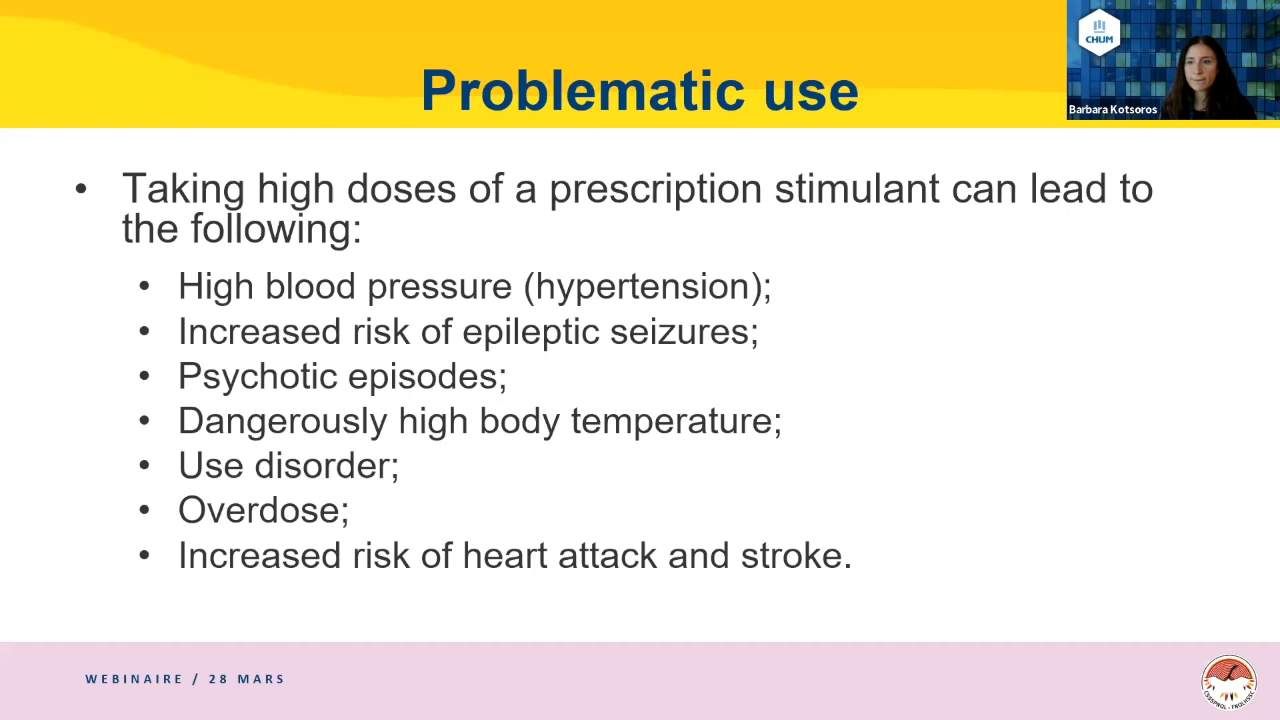 CHUM
Barbara Kotsoros
Problematic use
• Taking high doses of a prescription stimulant can lead to
the following:
• High blood pressure (hypertension);
• Increased risk of epileptic seizures;
• Psychotic episodes;
• Dangerously high body temperature;
• Use disorder;
• Overdose;
• Increased risk of heart attack and stroke.
WEBINAIRE / 28 MARS
CSSSPNQL - FNQLHSSC